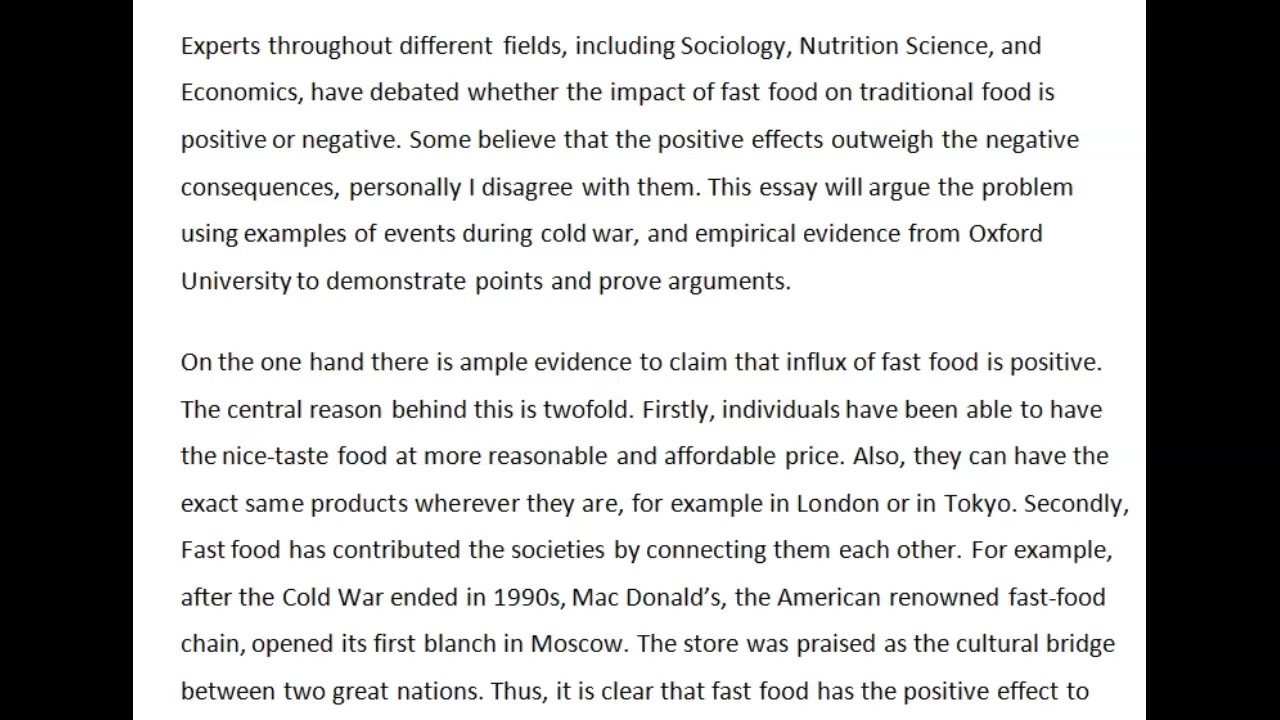 Experts throughout different fields, including Sociology, Nutrition Science, and
Economics, have debated whether the impact of fast food on traditional food is
positive or negative. Some believe that the positive effects outweigh the negative
consequences, personally I disagree with them. This essay will argue the problem
using examples of events during cold war, and empirical evidence from Oxford
University to demonstrate points and prove arguments.
On the one hand there is ample evidence to claim that influx of fast food is positive.
The central reason behind this is twofold. Firstly, individuals have been able to have
the nice-taste food at more reasonable and affordable price. Also, they can have the
exact same products wherever they are, for example in London or in Tokyo. Secondly,
Fast food has contributed the societies by connecting them each other. For example,
after the Cold War ended in 1990s, Mac Donald’s, the American renowned fast-food
chain, opened its first blanch in Moscow. The store was praised as the cultural bridge
between two great nations. Thus, it is clear that fast food has the positive effect to